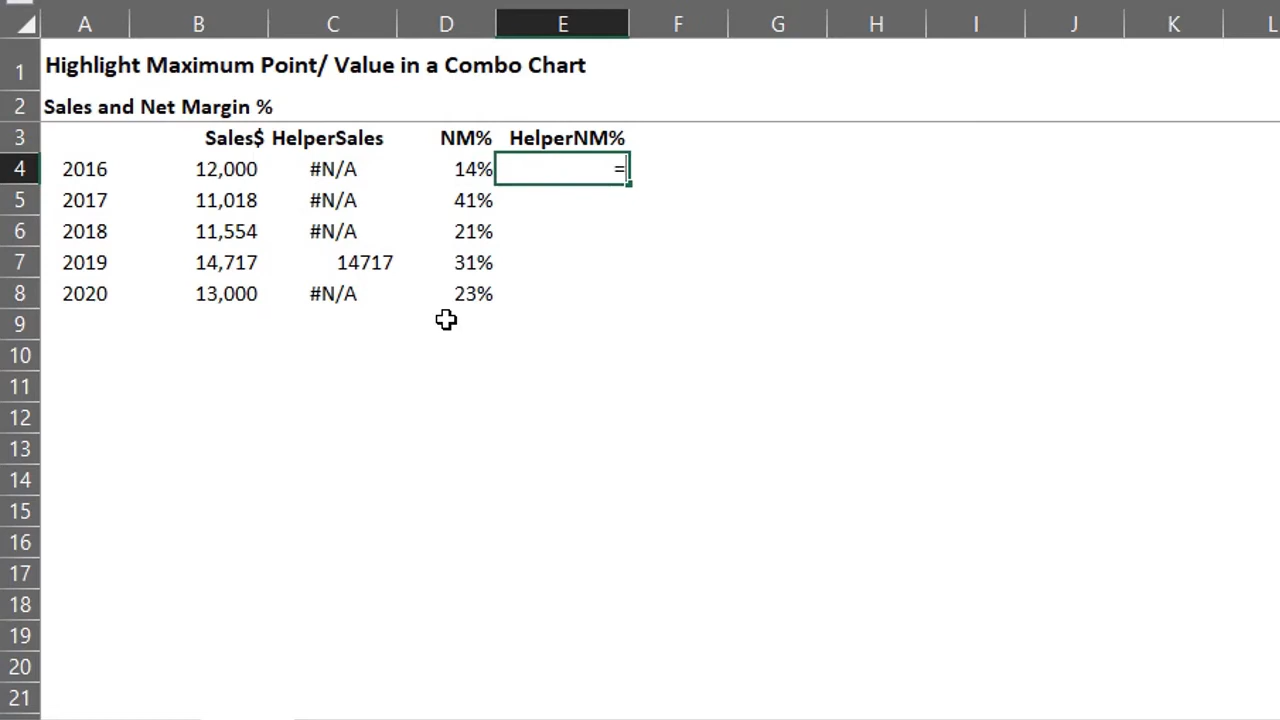 A B C D E F G H I J K L
1 Highlight Maximum Point/ Value in a Combo Chart
2 Sales and Net Margin %
3 Sales$ HelperSales NM% HelperNM%
4 2016 12,000 #N/A 14% =
5 2017 11,018 #N/A 41%
6 2018 11,554 #N/A 21%
7 2019 14,717 14717 31%
8 2020 13,000 #N/A 23%
9
10
11
12
13
14
15
16
17
18
19
20
21